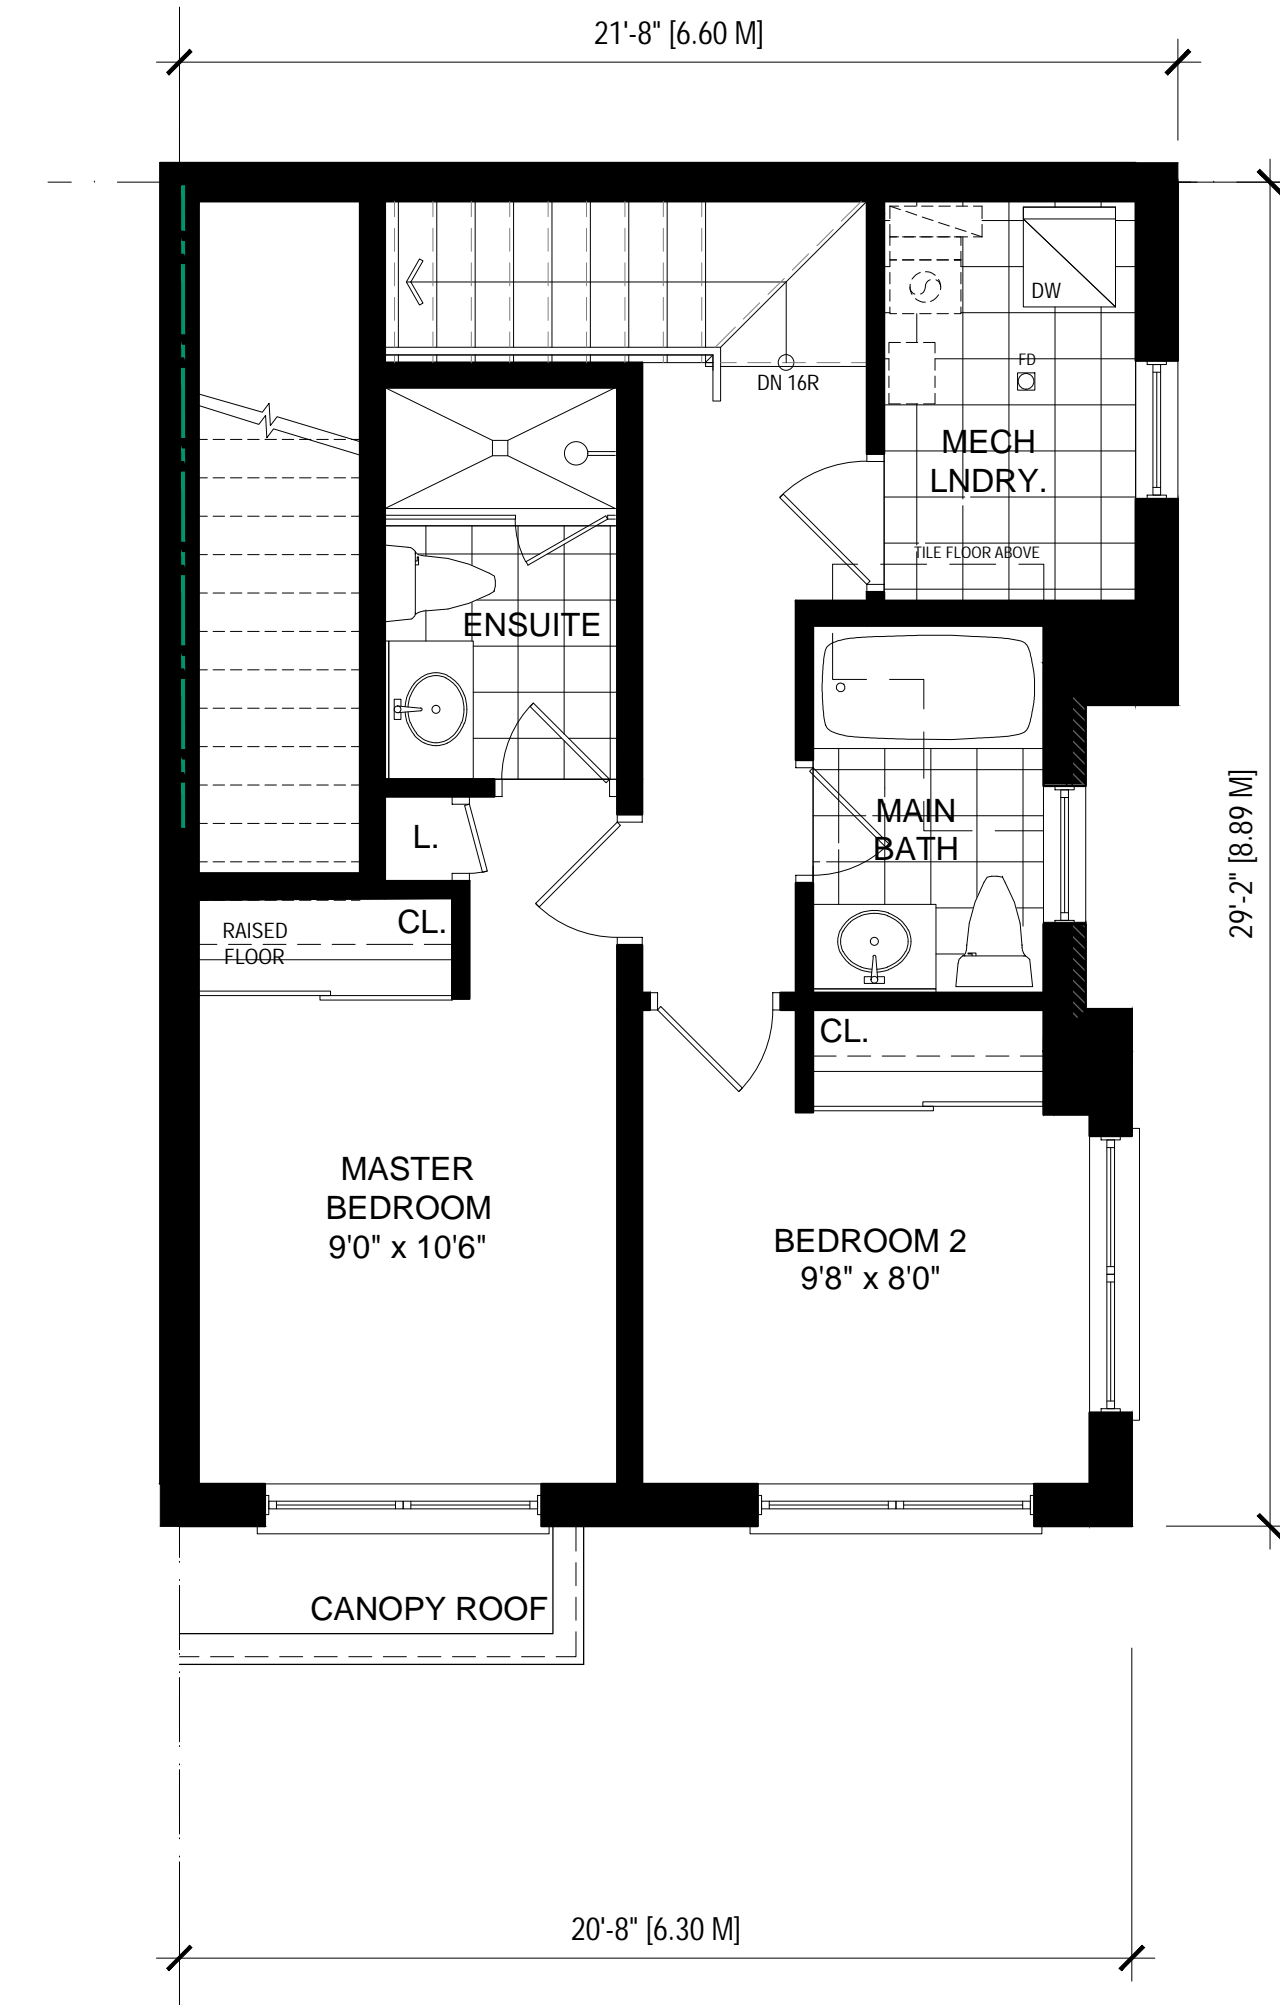 21'-8" [6.60 M]
DW
FD
DN 16R
MECH
LNDRY.
TILE FLOOR ABOVE
ENSUITE
MAIN
BATH
L.
29'-2" [8.89 M]
CL.
RAISED
FLOOR
CL.
MASTER
BEDROOM
9'0" x 10'6"
BEDROOM 2
9'8" x 8'0"
CANOPY ROOF
20'-8" [6.30 M]